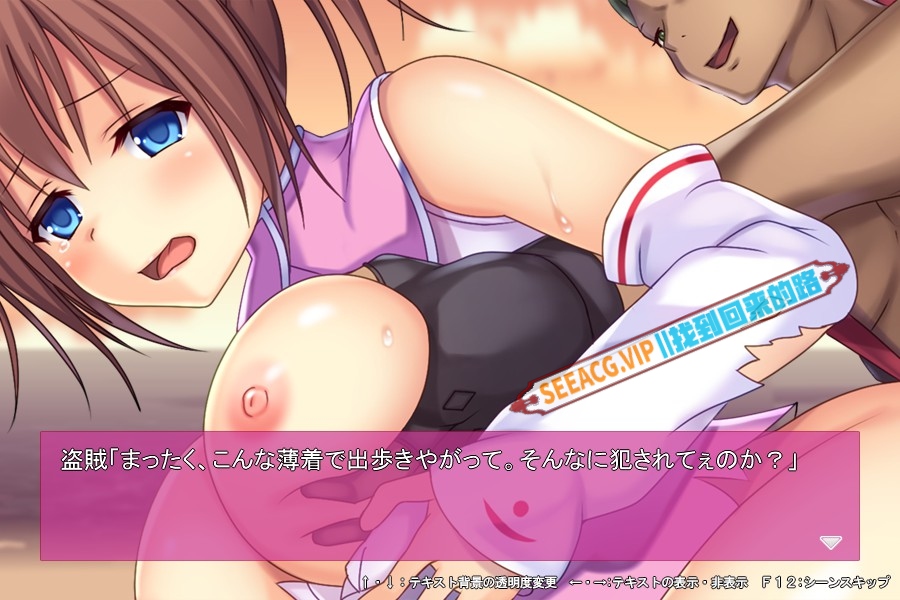 SEEACG.VIP||找到回来的路
盗賊「まったく、こんな薄着で出歩きやがって。そんなに犯されてぇのか？」
↑・↓：テキスト背景の透明度変更　←・→：テキストの表示・非表示　Ｆ１２：シーンスキップ